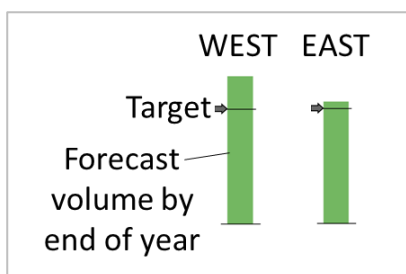 WEST EAST
Target
Forecast
volume by
end of year